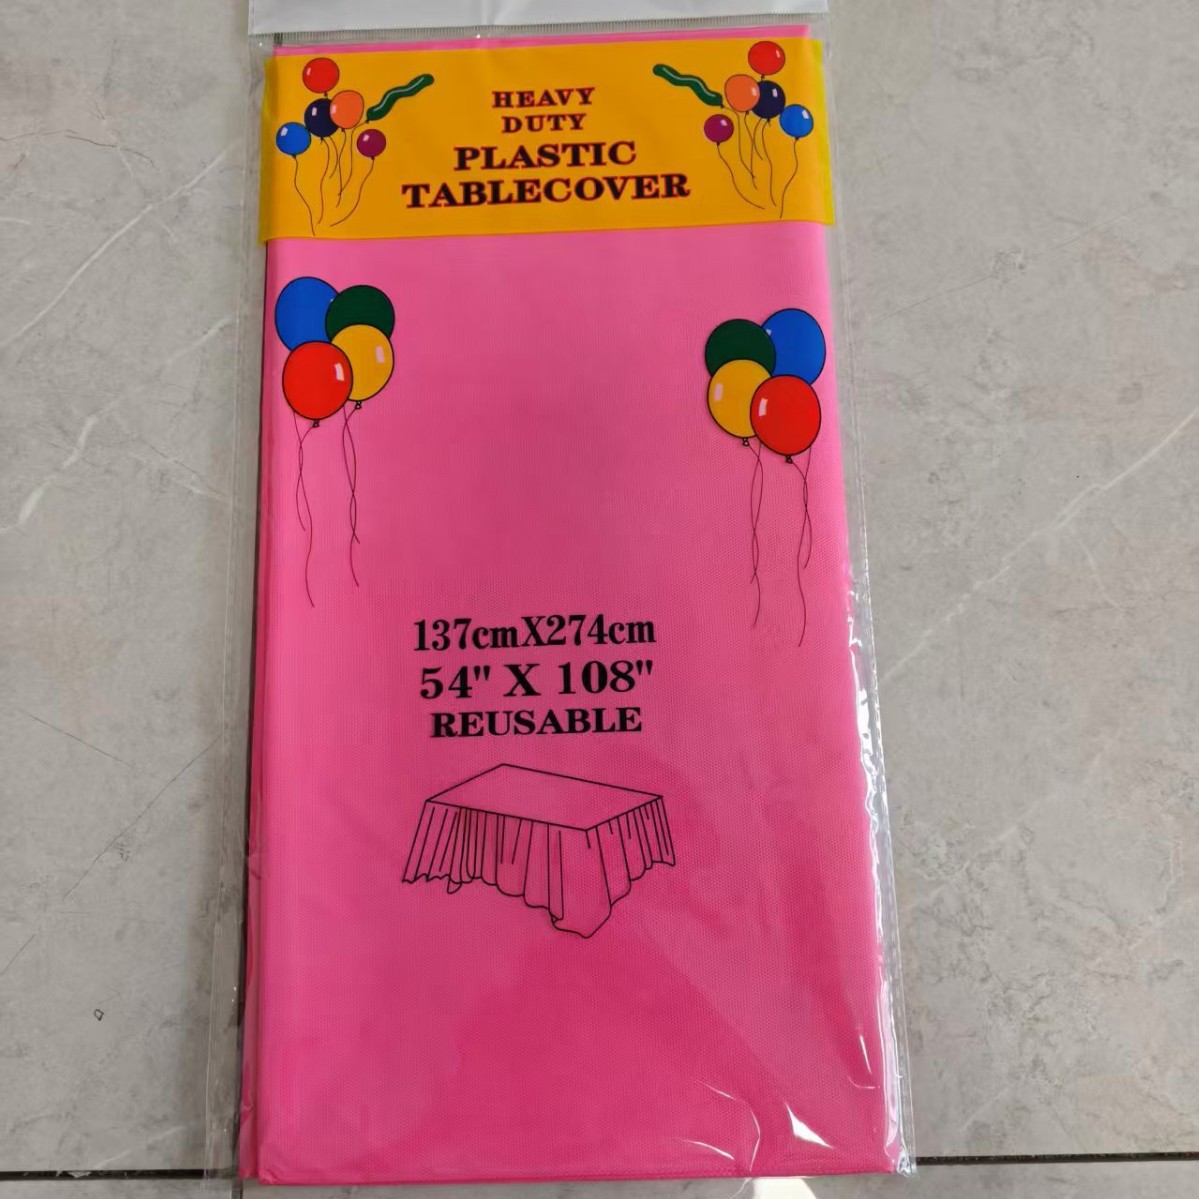 HEAVY
DUTY
PLASTIC
TABLECOVER
137cmX274cm
54" X 108"
REUSABLE